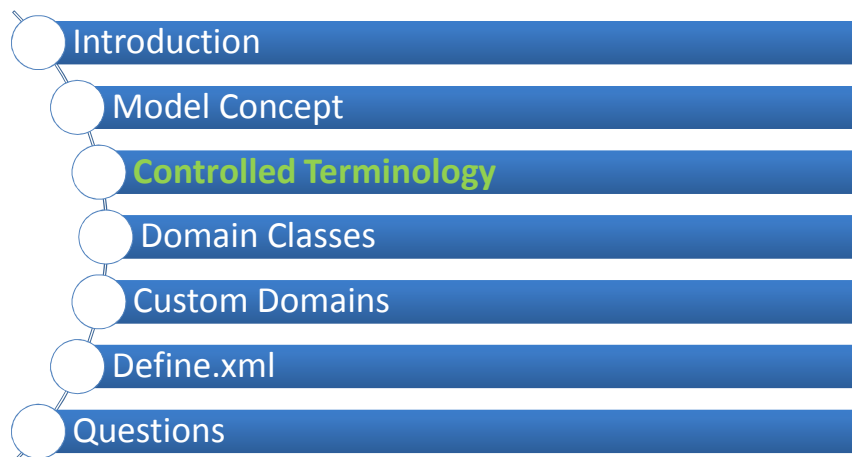 Introduction
Model Concept
Controlled Terminology
Domain Classes
Custom Domains
Define.xml
Questions